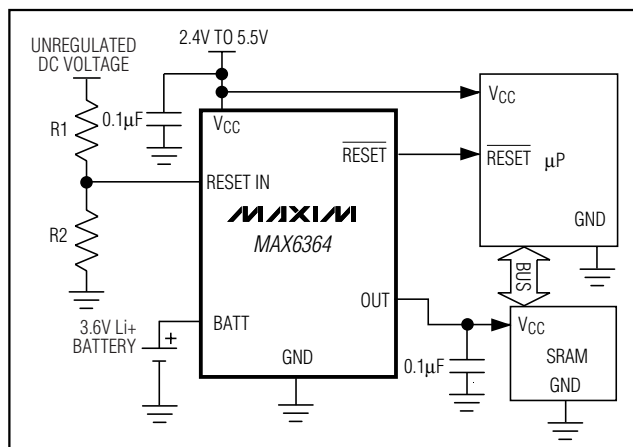 2.4V TO 5.5V
UNREGULATED
DC VOLTAGE
R1
0.1µF
VCC
RESET
RESET IN
MAXIM
MAX6364
R2
OUT
BATT
3.6V Li+
BATTERY
+
GND
0.1µF
VCC
RESET
µP
GND
BUS
VCC
SRAM
GND